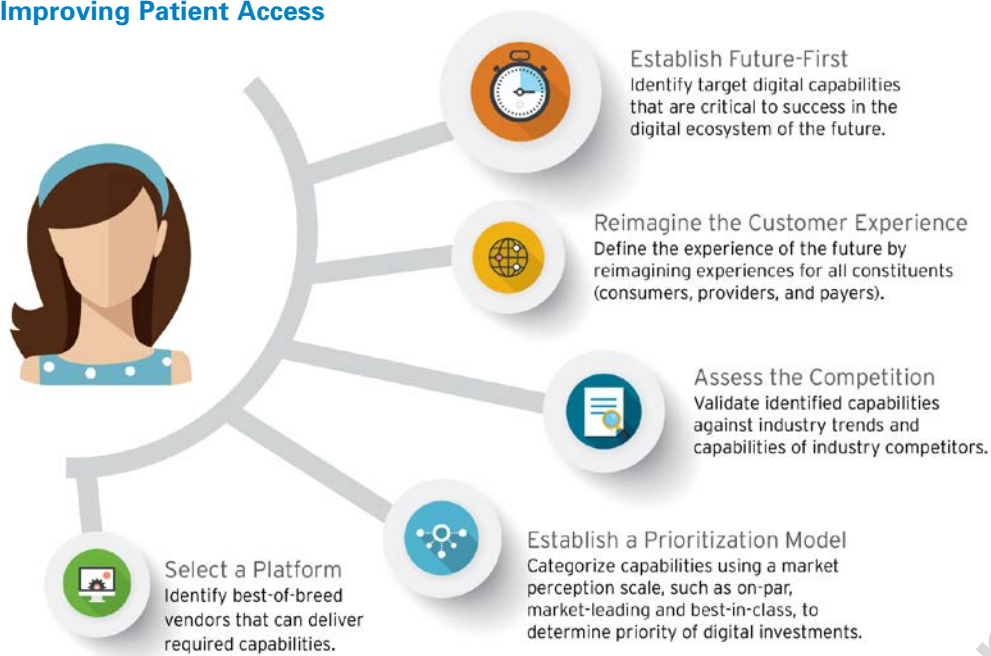 Improving Patient Access
Establish Future-First
Identify target digital capabilities
that are critical to success in the
digital ecosystem of the future.
Reimagine the Customer Experience
Define the experience of the future by
reimagining experiences for all constituents
(consumers, providers, and payers).
Assess the Competition
Validate identified capabilities
against industry trends and
capabilities of industry competitors.
Establish a Prioritization Model
Categorize capabilities using a market
perception scale, such as on-par,
market-leading and best-in-class, to
determine priority of digital investments.
Select a Platform
Identify best-of-breed
vendors that can deliver
required capabilities.